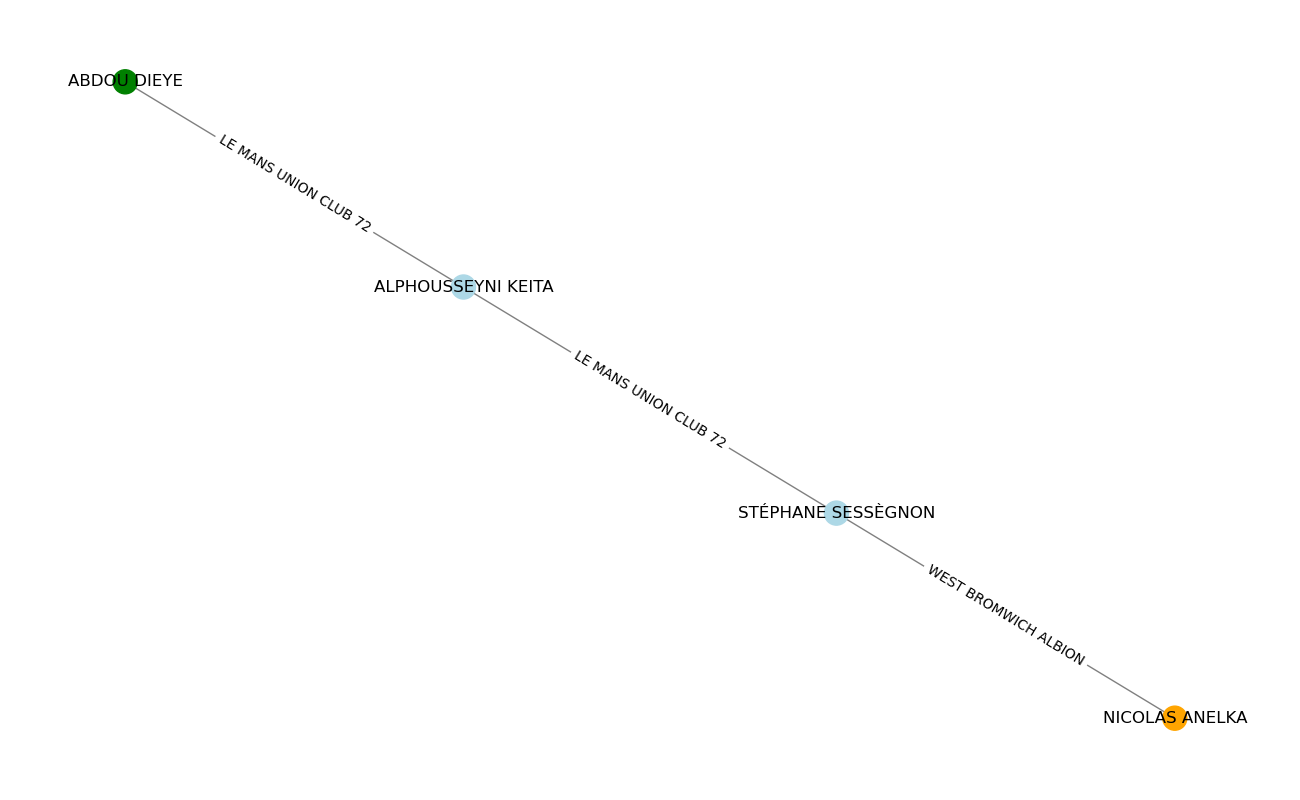 ABDOU DIEYE
LE MANS UNION CLUB 72
ALPHOUSSEYNI KEITA
LE MANS UNION CLUB 72
STÉPHANE SESSÈGNON
WEST BROMWICH ALBION
NICOLAS ANELKA